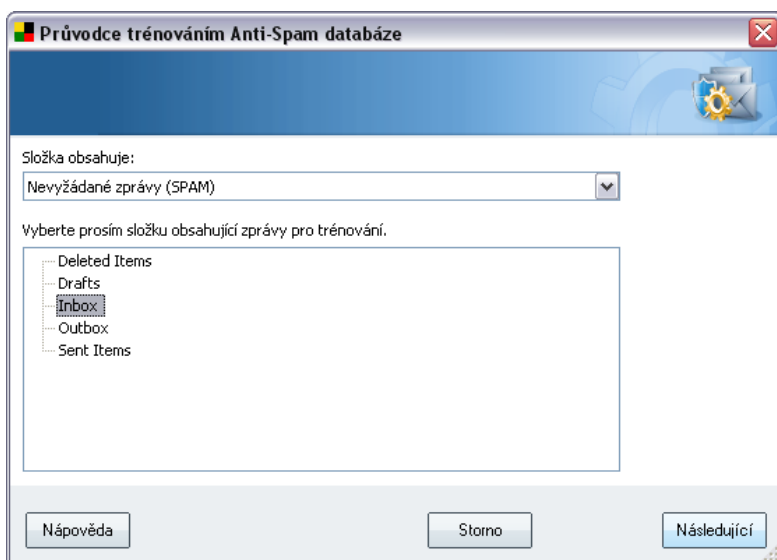 Průvodce trénováním Anti-Spam databáze
Složka obsahuje:
Nevyžádané zprávy (SPAM)
Vyberte prosím složku obsahující zprávy pro trénování.
Deleted Items
Drafts
Inbox
Outbox
Sent Items
Nápověda
Storno
Následující